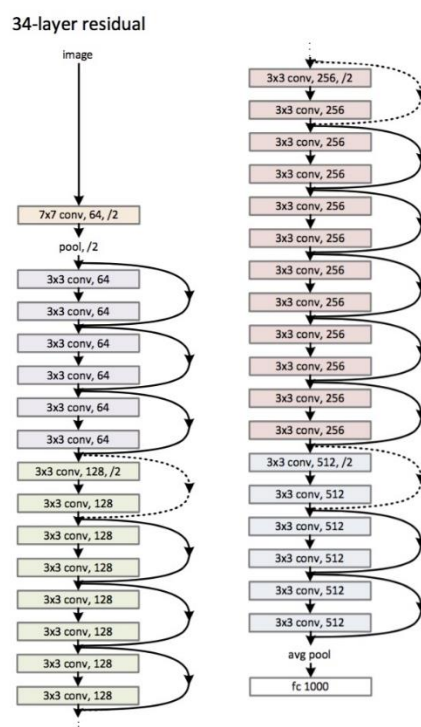 34-layer residual
image
7x7 conv, 64, /2
pool, /2
3x3 conv, 64
3x3 conv, 64
3x3 conv, 64
3x3 conv, 64
3x3 conv, 64
3x3 conv, 64
3x3 conv, 128, /2
3x3 conv, 128
3x3 conv, 128
3x3 conv, 128
3x3 conv, 128
3x3 conv, 128
3x3 conv, 128
3x3 conv, 128
3x3 conv, 256, /2
3x3 conv, 256
3x3 conv, 256
3x3 conv, 256
3x3 conv, 256
3x3 conv, 256
3x3 conv, 256
3x3 conv, 256
3x3 conv, 256
3x3 conv, 256
3x3 conv, 256
3x3 conv, 256
3x3 conv, 512, /2
3x3 conv, 512
3x3 conv, 512
3x3 conv, 512
3x3 conv, 512
3x3 conv, 512
avg pool
fc 1000